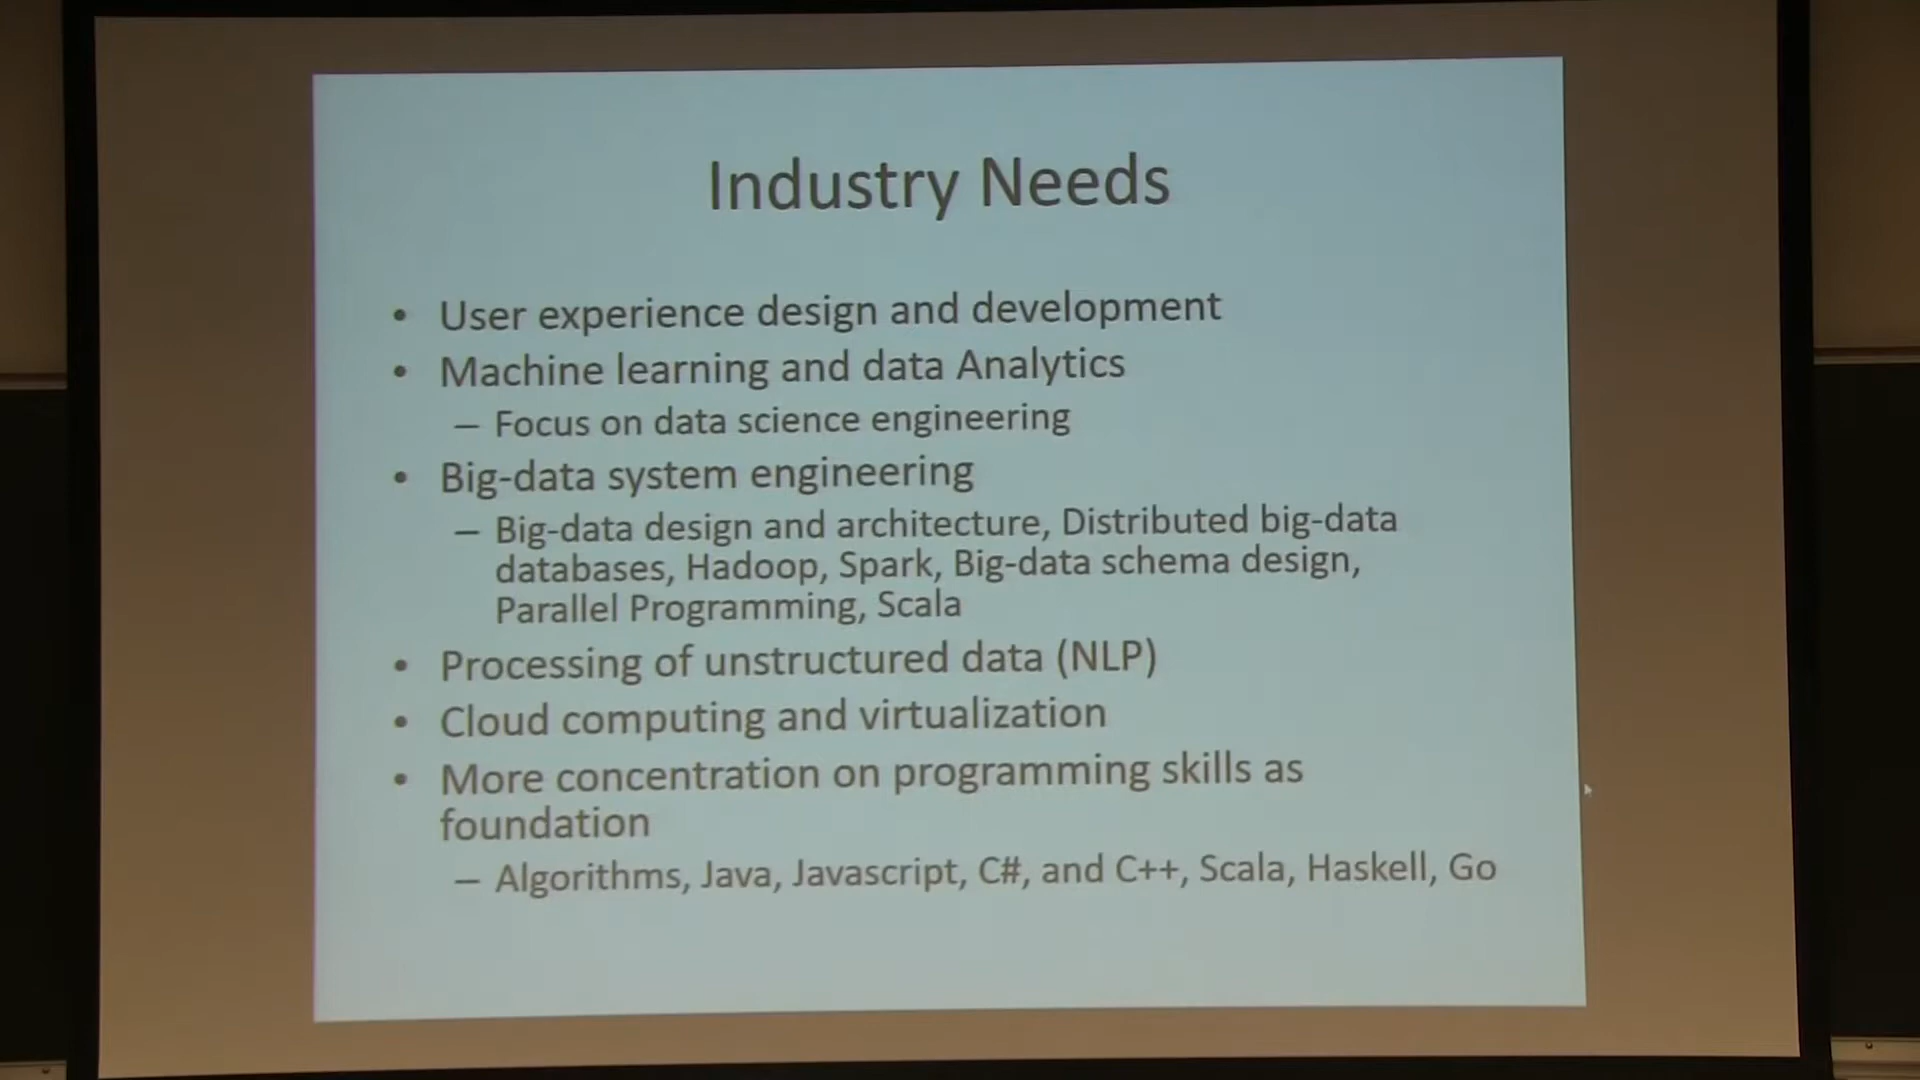 Industry Needs
• User experience design and development
• Machine learning and data Analytics
– Focus on data science engineering
• Big-data system engineering
– Big-data design and architecture, Distributed big-data
databases, Hadoop, Spark, Big-data schema design,
Parallel Programming, Scala
• Processing of unstructured data (NLP)
• Cloud computing and virtualization
• More concentration on programming skills as
foundation
– Algorithms, Java, Javascript, C#, and C++, Scala, Haskell, Go